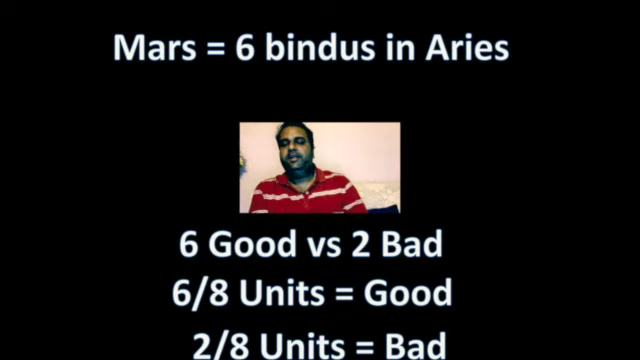 Mars = 6 bindus in Aries
6 Good vs 2 Bad
6/8 Units = Good
2/8 Units = Bad